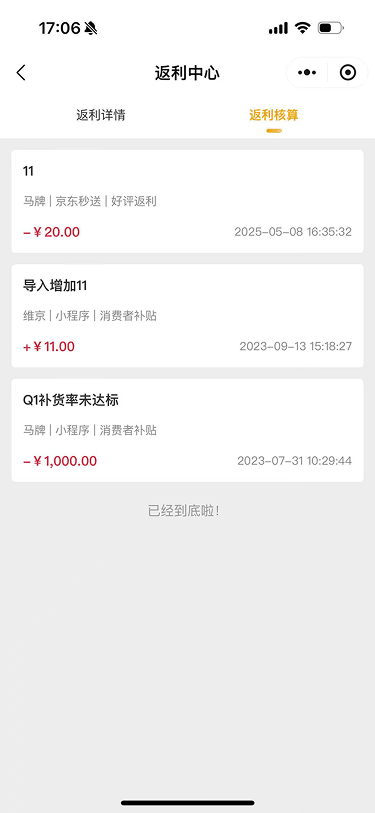 17:06
返利中心
返利详情 返利核算
11
马牌 | 京东秒送 | 好评返利
-¥20.00 2025-05-08 16:35:32
导入增加11
维京 | 小程序 | 消费者补贴
+¥11.00 2023-09-13 15:18:27
Q1补货率未达标
马牌 | 小程序 | 消费者补贴
-¥1,000.00 2023-07-31 10:29:44
已经到底啦！